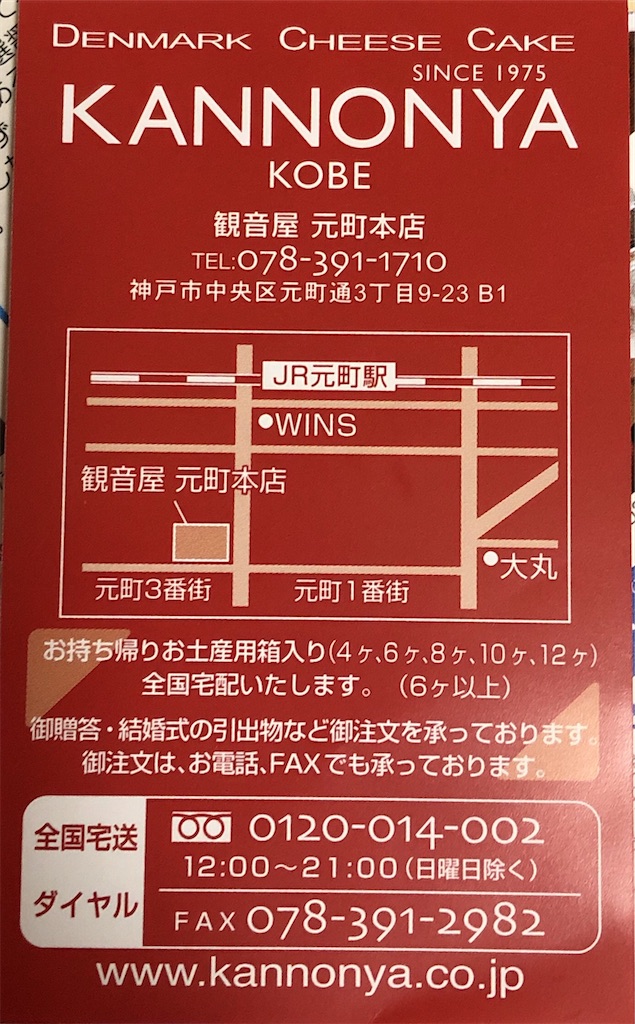 DENMARK CHEESE CAKE
SINCE 1975
KANNONYA
KOBE
観音屋 元町本店
TEL:078-391-1710
神戸市中央区元町通3丁目9-23 B1
JR元町駅
●WINS
観音屋 元町本店
●大丸
元町3番街 元町1番街
お持ち帰りお土産用箱入り(4ヶ、6ヶ、8ヶ、10ヶ、12ヶ)
全国宅配いたします。(6ヶ以上)
御贈答・結婚式の引出物など御注文を承っております。
御注文は、お電話、FAXでも承っております。
全国宅送
ダイヤル
0120-014-002
12:00～21:00(日曜日除く)
FAX 078-391-2982
www.kannonya.co.jp